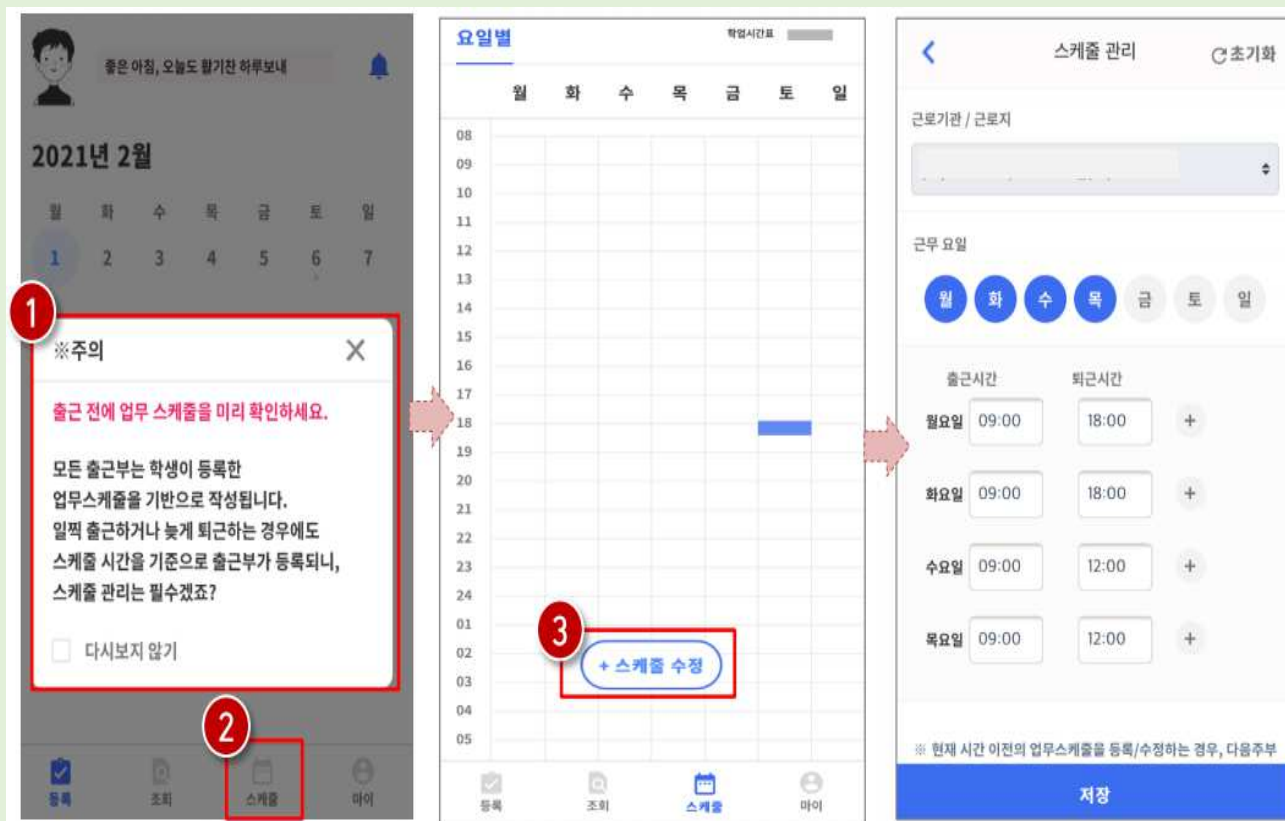 좋은 아침, 오늘도 활기찬 하루보내
2021년 2월
월 화 수 목 금 토 일
1 2 3 4 5 6 7
1
※주의 X
출근 전에 업무 스케줄을 미리 확인하세요.
모든 출근부는 학생이 등록한
업무스케줄을 기반으로 작성됩니다.
일찍 출근하거나 늦게 퇴근하는 경우에도
스케줄 시간을 기준으로 출근부가 등록되니,
스케줄 관리는 필수겠죠?
다시보지 않기
2
등록 조회 스케줄 마이
요일별 학업시간표
월 화 수 목 금 토 일
08
09
10
11
12
13
14
15
16
17
18
19
20
21
22
23
24
01
02
03
04
05
3
+ 스케줄 수정
등록 조회 스케줄 마이
스케줄 관리 초기화
근로기관 / 근로지
근무 요일
월 화 수 목 금 토 일
출근시간 퇴근시간
월요일 09:00 18:00 +
화요일 09:00 18:00 +
수요일 09:00 12:00 +
목요일 09:00 12:00 +
※ 현재 시간 이전의 업무스케줄을 등록/수정하는 경우, 다음주부
저장